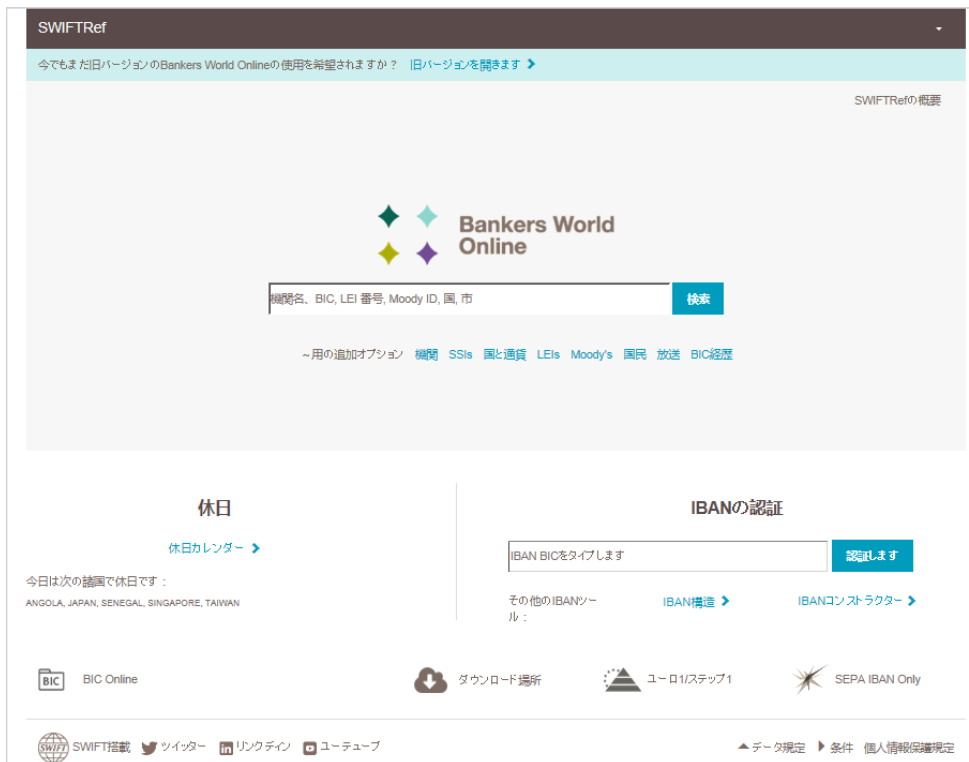 SWIFTRef
今でもまだ旧バージョンのBankers World Onlineの使用を希望されますか？ 旧バージョンを開きます
SWIFTRefの概要
Bankers World
Online
機関名、BIC, LEI 番号, Moody ID, 国, 市
検索
～用の追加オプション 機関 SSIs 国と通貨 LEIs Moody's 国民 放送 BIC経歴
休日
休日カレンダー
今日は次の諸国で休日です：
ANGOLA, JAPAN, SENEGAL, SINGAPORE, TAIWAN
IBANの認証
IBAN BICをタイプします
認証します
その他のIBANツー
ル：
IBAN構造
IBANコンストラクター
BIC
BIC Online
ダウンロード場所
ユーロ1/ステップ1
SEPA IBAN Only
SWIFT
SWIFT搭載 ツイッター in リンクディン ユーテューブ
データ規定 条件 個人情報保護規定